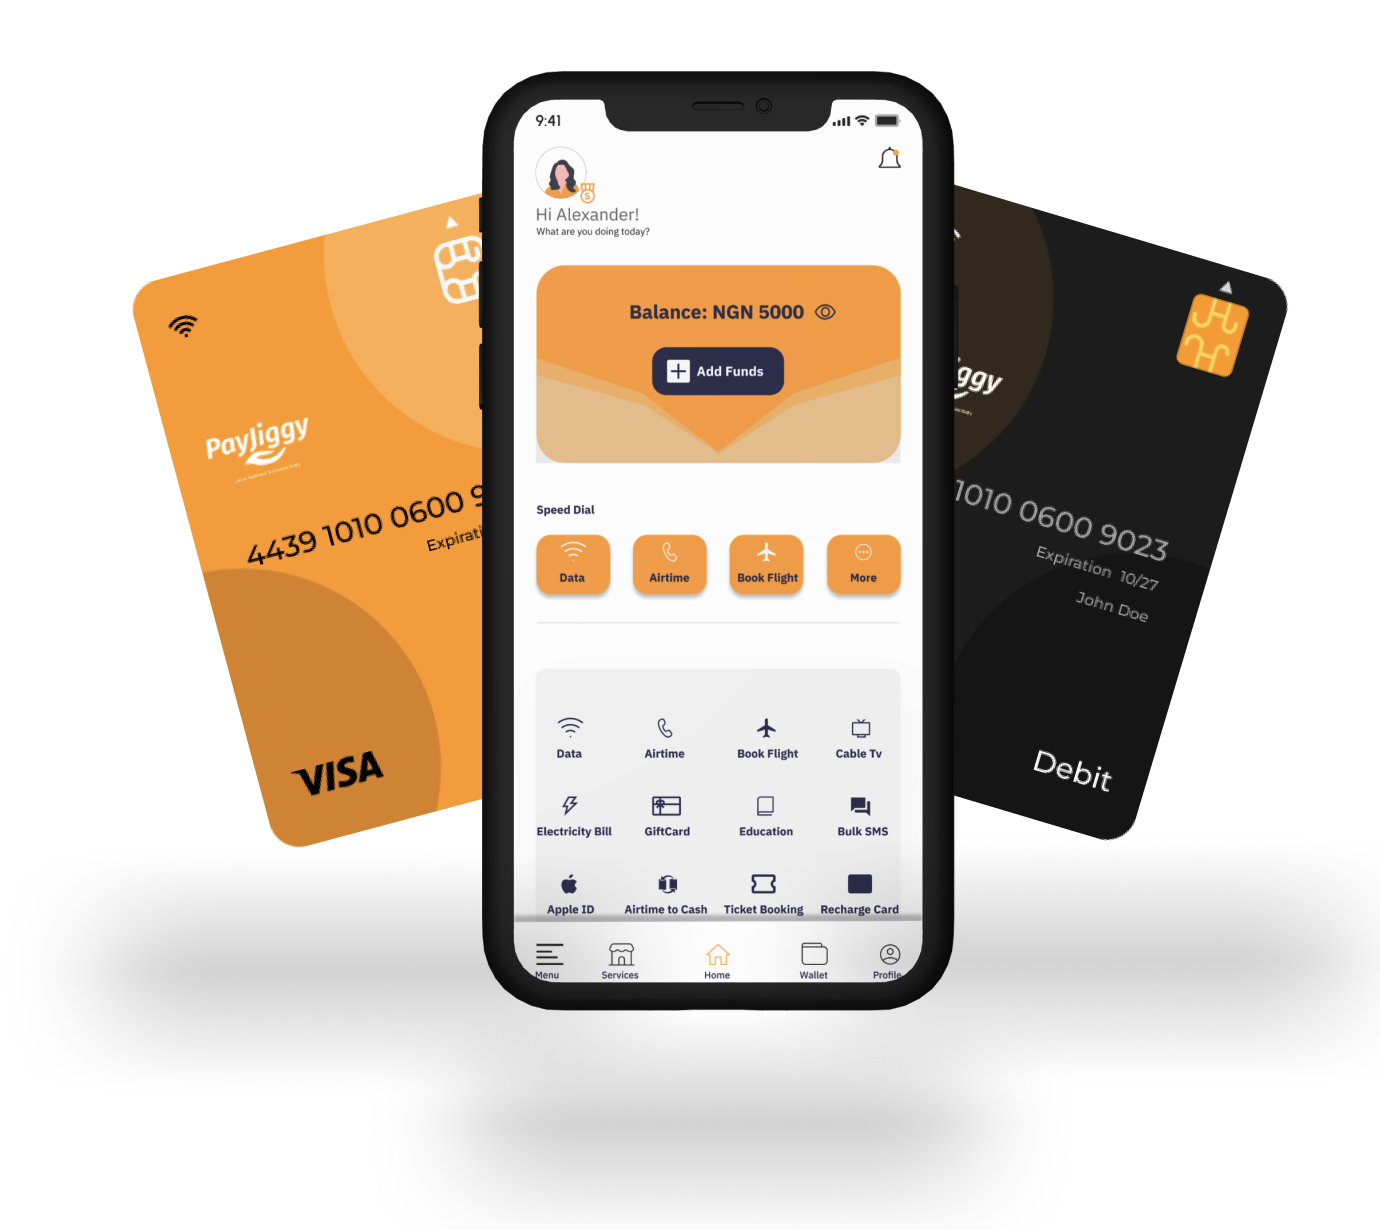 9:41
Hi Alexander!
What are you doing today?
Balance: NGN 5000
Add Funds
Speed Dial
Data
Airtime
Book Flight
More
Data
Airtime
Book Flight
Cable Tv
Electricity Bill
GiftCard
Education
Bulk SMS
Apple ID
Airtime to Cash
Ticket Booking
Recharge Card
Menu
Services
Home
Wallet
Profile
PayJiggy
4439 1010 0600 9
Expirati
VISA
ggy
1010 0600 9023
Expiration 10/27
John Doe
Debit